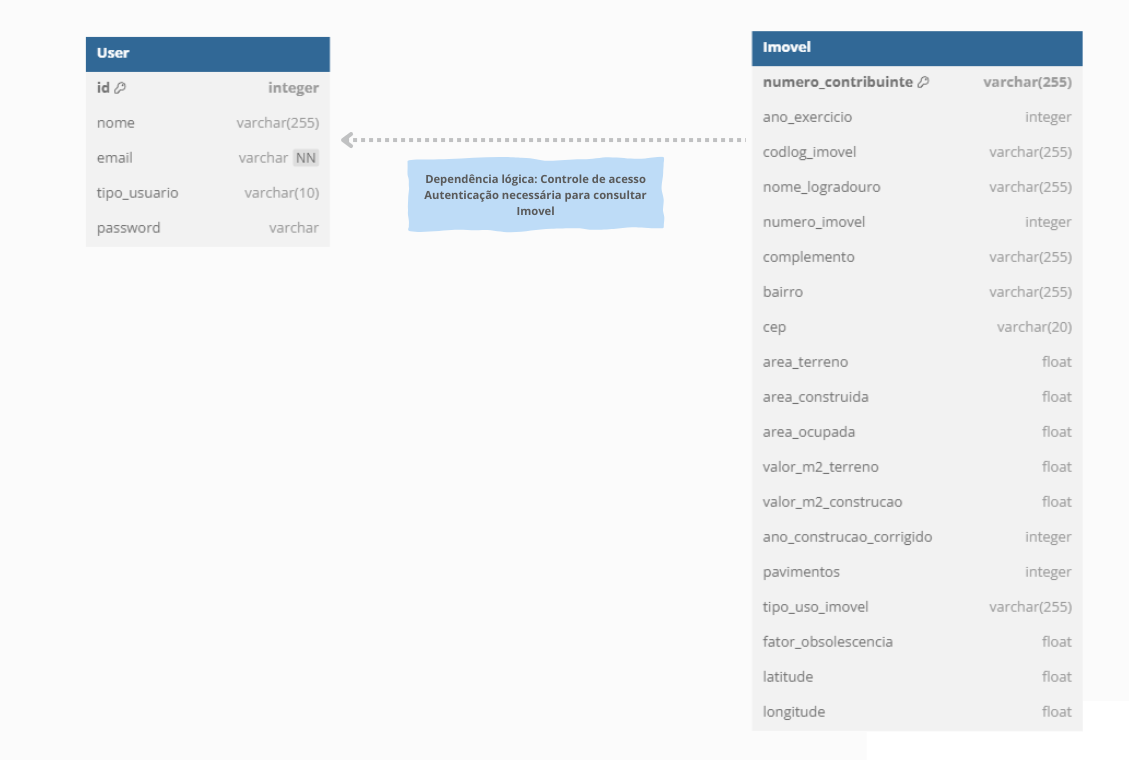 User
id integer
nome varchar(255)
email varchar NN
tipo_usuario varchar(10)
password varchar
Dependência lógica: Controle de acesso
Autenticação necessária para consultar
Imovel
Imovel
numero_contribuinte varchar(255)
ano_exercicio integer
codlog_imovel varchar(255)
nome_logradouro varchar(255)
numero_imovel integer
complemento varchar(255)
bairro varchar(255)
cep varchar(20)
area_terreno float
area_construida float
area_ocupada float
valor_m2_terreno float
valor_m2_construcao float
ano_construcao_corrigido integer
pavimentos integer
tipo_uso_imovel varchar(255)
fator_obsolescencia float
latitude float
longitude float